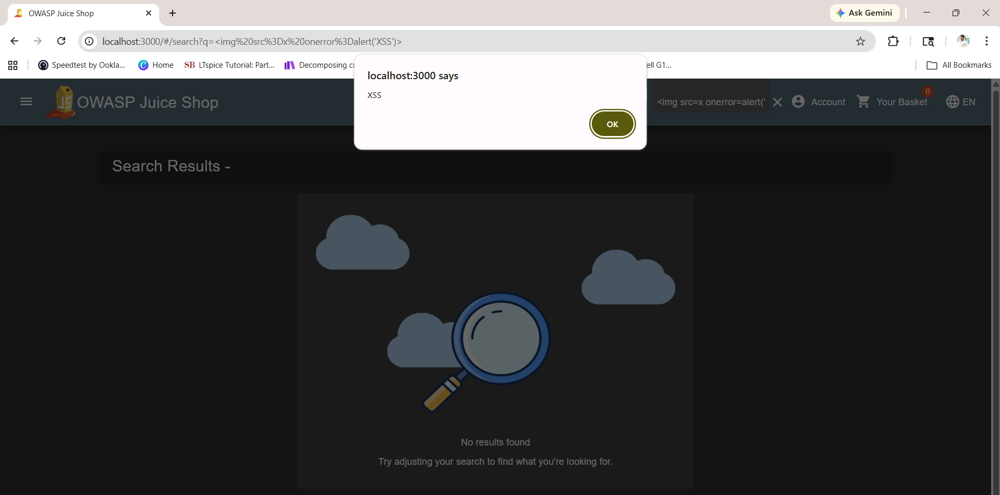 OWASP Juice Shop
Ask Gemini
localhost:3000/#/search?q=<img%20src%3Dx%20onerror%3Dalert('XSS')>
Speedtest by Ookla...
Home
SB LTspice Tutorial: Part...
Decomposing
ell G1...
All Bookmarks
localhost:3000 says
XSS
OK
JS
OWASP Juice Shop
<img src=x onerror=alert('
Account
Your Basket
0
EN
Search Results -
No results found
Try adjusting your search to find what you're looking for.